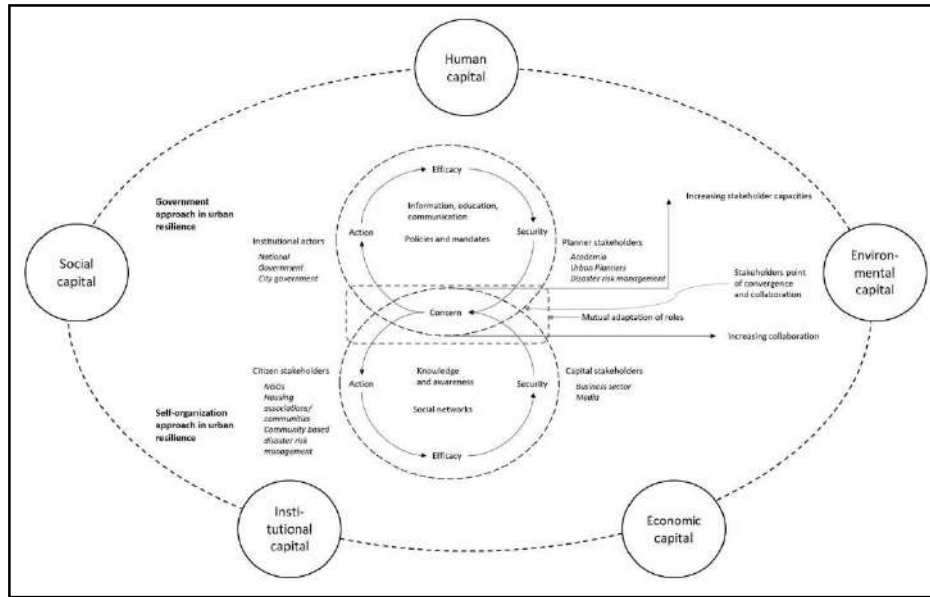 Human
capital
Efficacy
Government
approach in urban
resilience
Information, education,
communication
Increasing stakeholder capacities
Action
Security
Policies and mandates
Institutional actors
National
Government
City government
Planner stakeholders
Academia
Urban Planners
Disaster risk management
Social
capital
Environ-
mental
capital
Stakeholders point
of convergence
and collaboration
Concern
Mutual adaptation of roles
Increasing collaboration
Citizen stakeholders
NGOs
Housing
associations/
communities
Community based
disaster risk
management
Action
Knowledge
and awareness
Security
Capital stakeholders
Business sector
Media
Social networks
Self-organization
approach in urban
resilience
Efficacy
Insti-
tutional
capital
Economic
capital